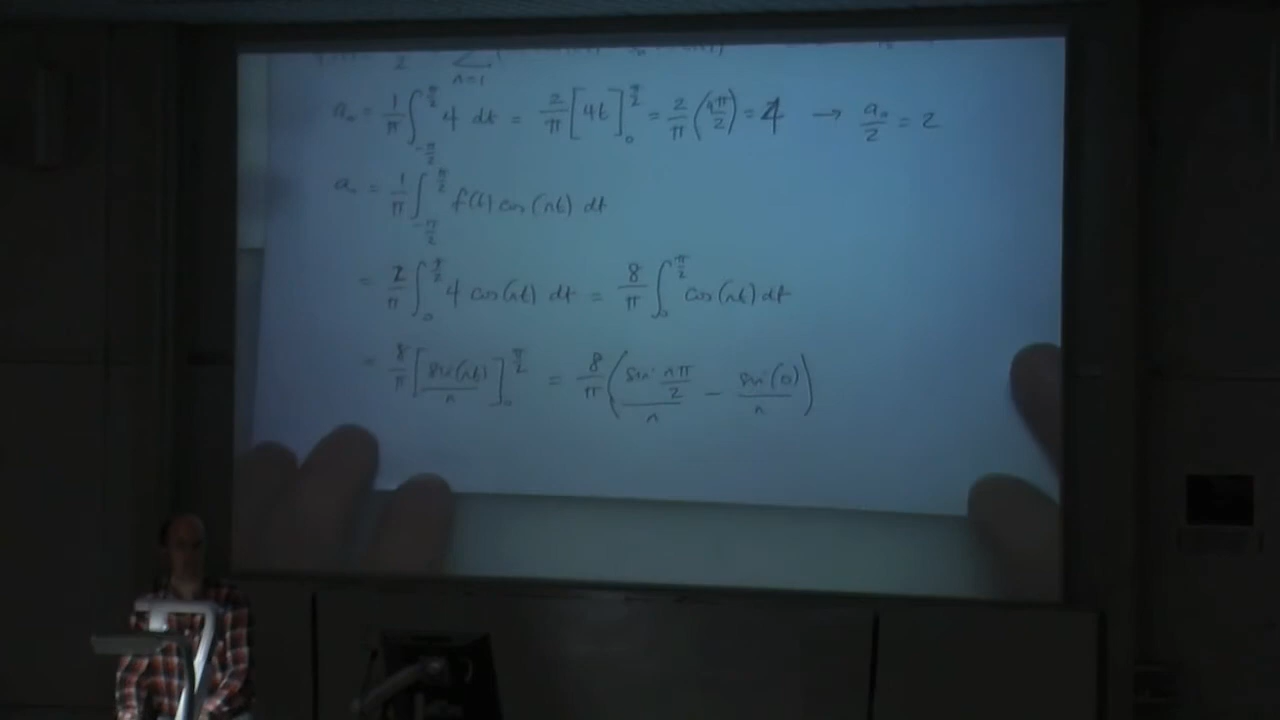 2 ∑ n=1
a₀ = 1/π ∫_{-π/2}^{π/2} 4 dt = 2/π [4t]_0^{π/2} = 2/π (4π/2) = 4 → a₀/2 = 2
aₙ = 1/π ∫_{-π/2}^{π/2} f(t) cos(nt) dt
= 2/π ∫_0^{π/2} 4 cos(nt) dt = 8/π ∫_0^{π/2} cos(nt) dt
= 8/π [sin(nt)/n]_0^{π/2} = 8/π (sin nπ/2 / n − sin(0)/n)